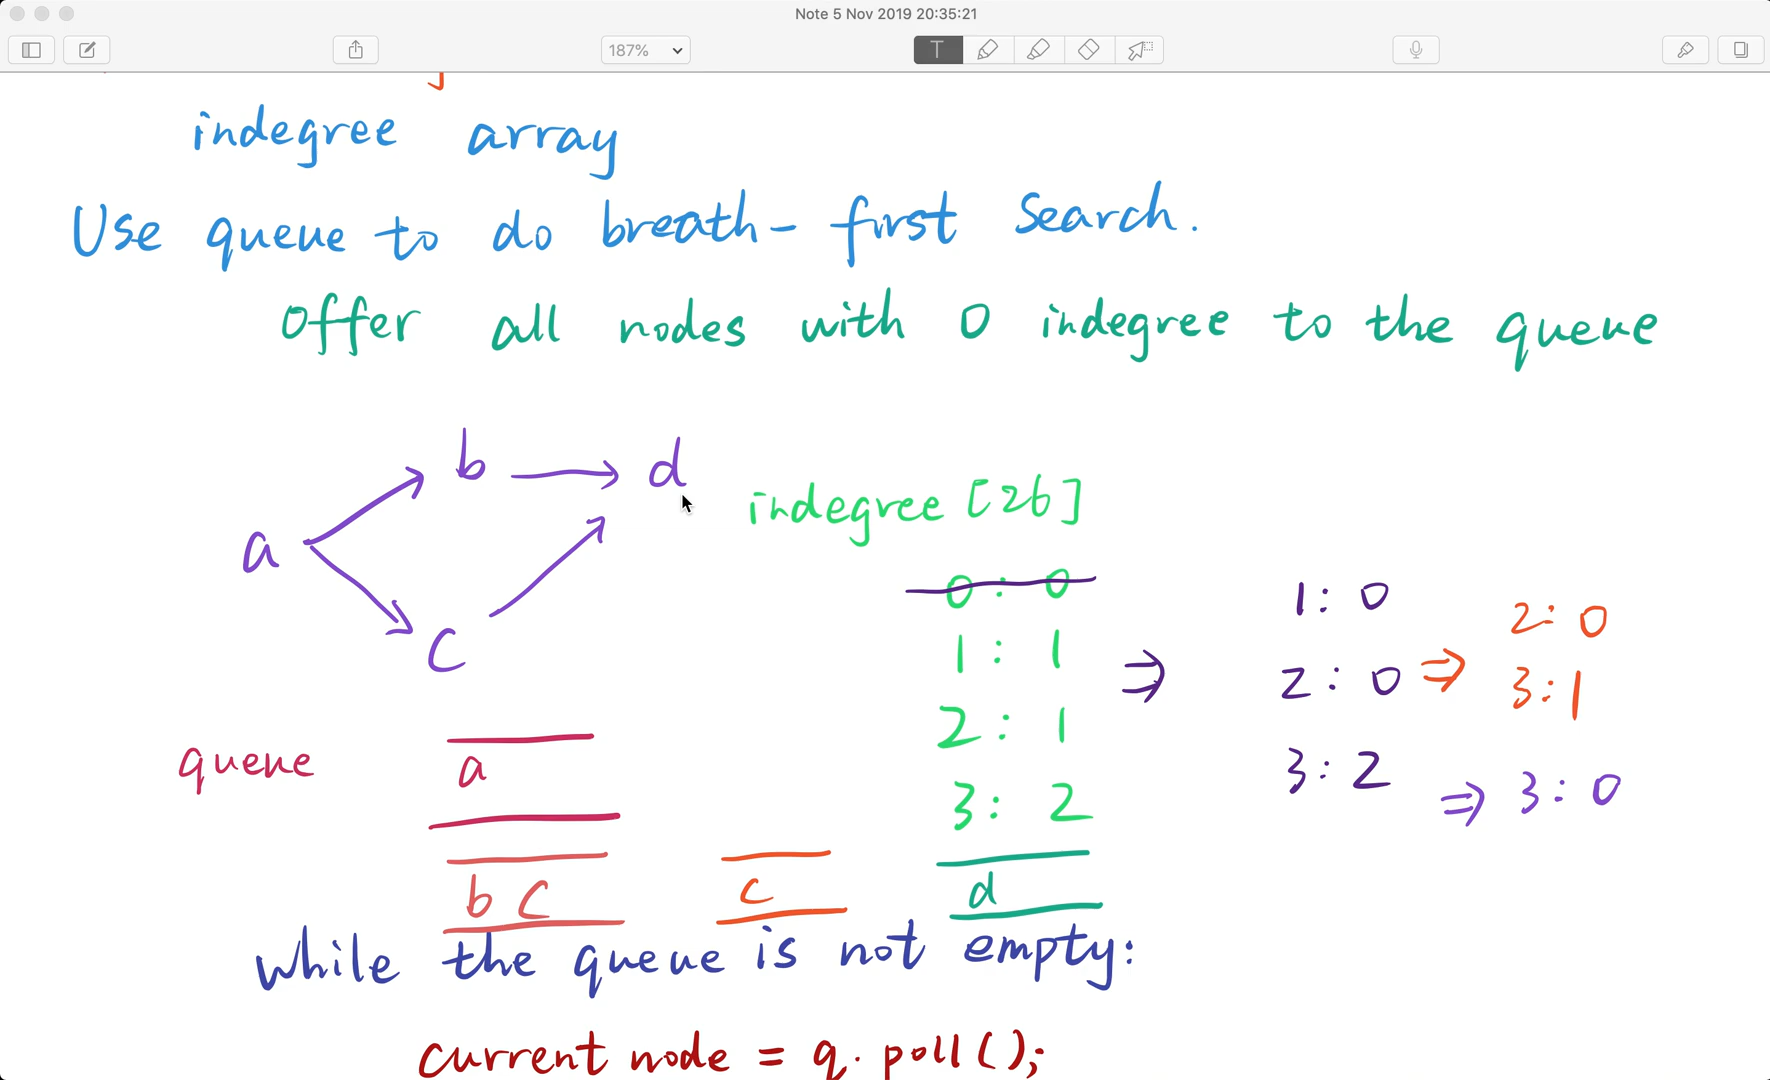 Note 5 Nov 2019 20:35:21
187%
T
indegree array
Use queue to do breath-first search.
Offer all nodes with 0 indegree to the queue
b d
indegree [26]
a
0: 0
1: 0
2: 0
1: 1
c
2: 0
3: 1
2: 1
queue
a
3: 2
3: 0
3: 2
b c
c
d
while the queue is not empty:
current node = q. poll();